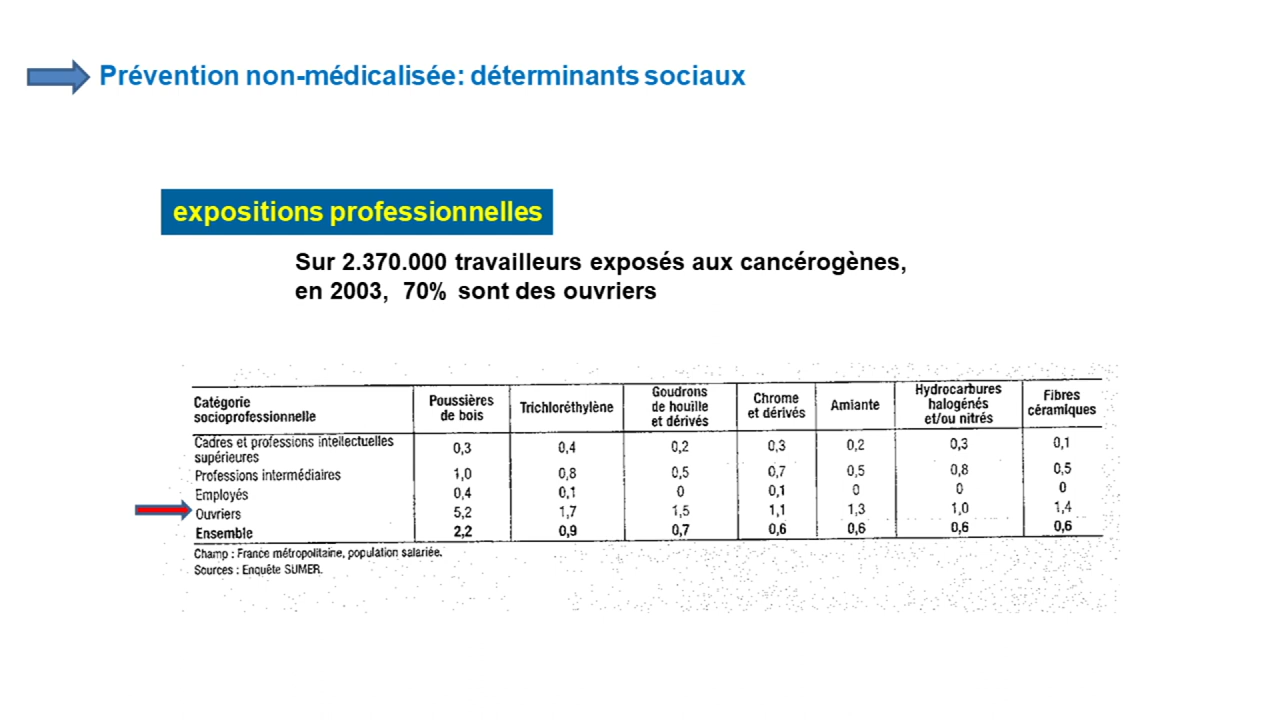 Prévention non-médicalisée: déterminants sociaux
expositions professionnelles
Sur 2.370.000 travailleurs exposés aux cancérogènes,
en 2003, 70% sont des ouvriers
Catégorie socioprofessionnelle Poussières de bois Trichloréthylène Goudrons de houille et dérivés Chrome et dérivés Amiante Hydrocarbures halogénés et/ou nitrés Fibres céramiques
Cadres et professions intellectuelles supérieures 0,3 0,4 0,2 0,3 0,2 0,3 0,1
Professions intermédiaires 1,0 0,8 0,5 0,7 0,5 0,8 0,5
Employés 0,4 0,1 0 0,1 0 0 0
Ouvriers 5,2 1,7 1,5 1,1 1,3 1,0 1,4
Ensemble 2,2 0,9 0,7 0,6 0,6 0,6 0,6
Champ : France métropolitaine, population salariée.
Sources : Enquête SUMER.